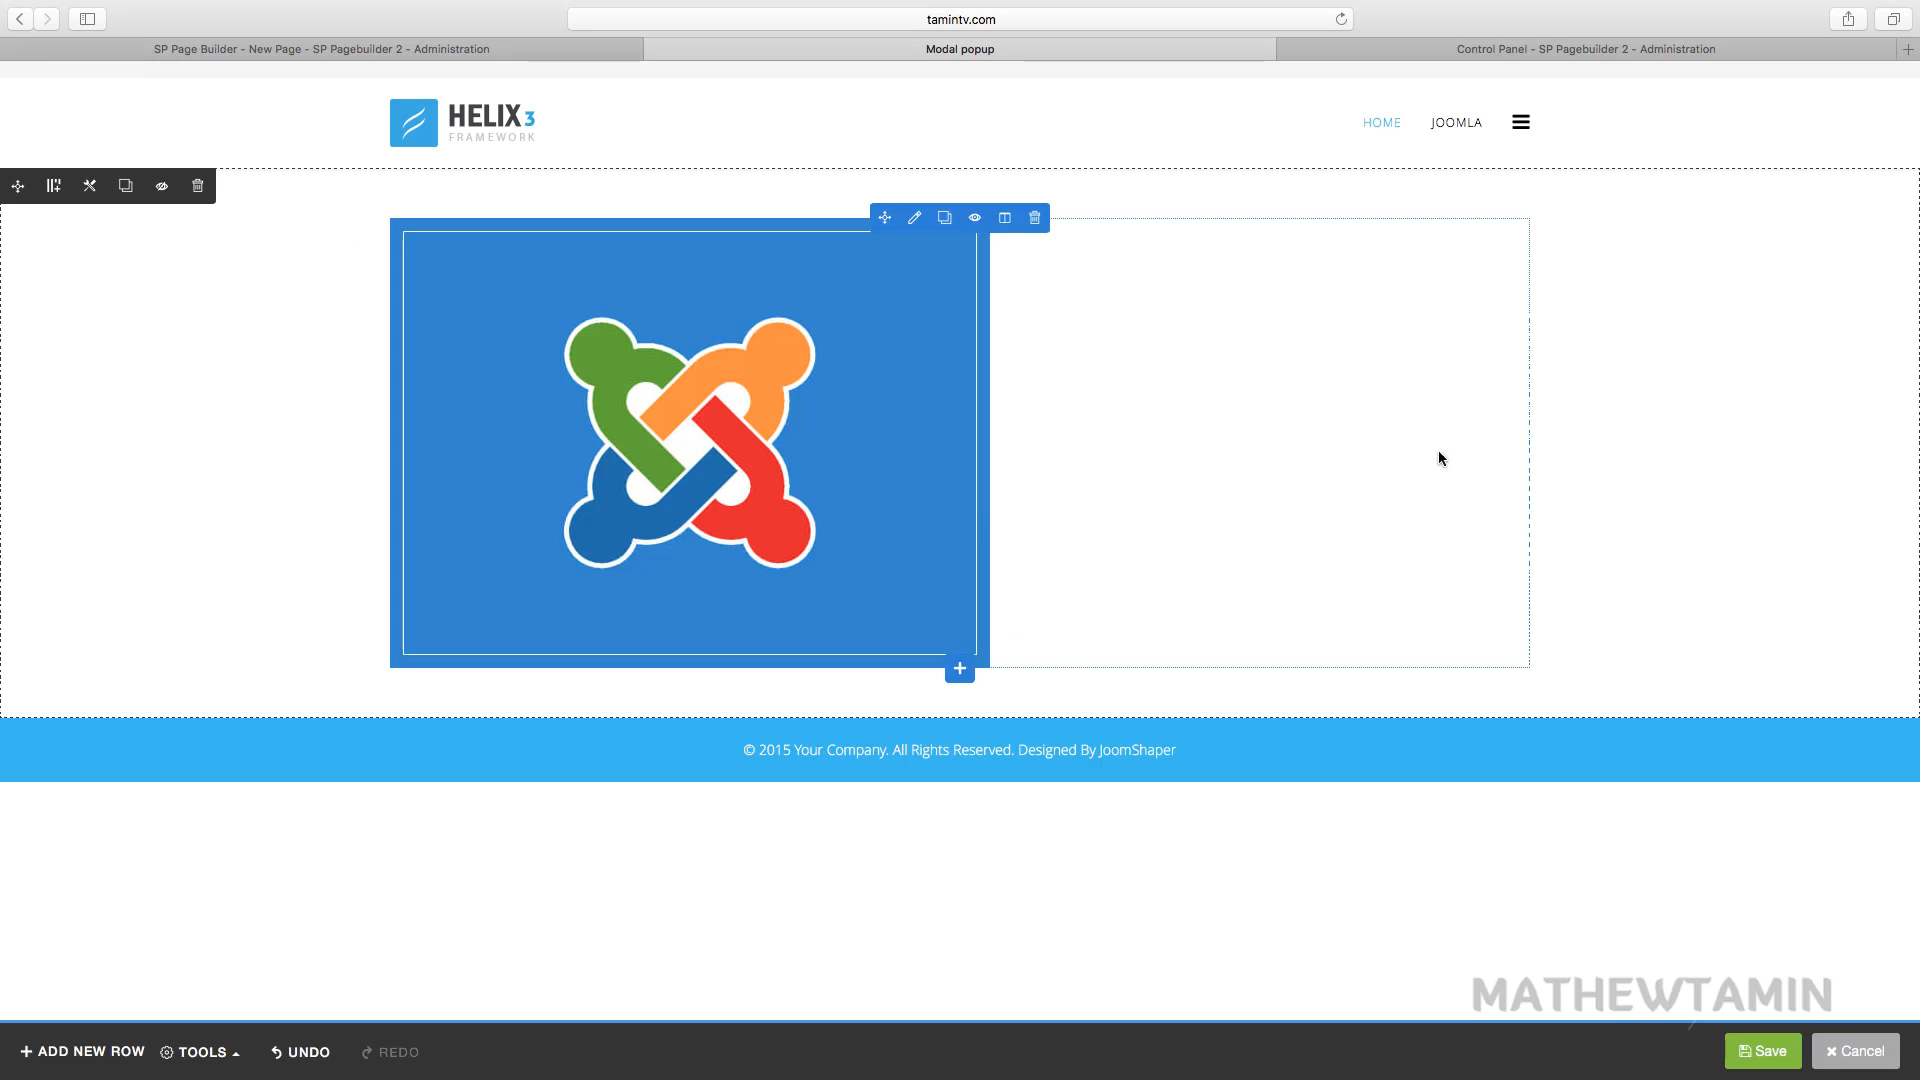 tamintv.com
SP Page Builder - New Page - SP Pagebuilder 2 - Administration
Modal popup
Control Panel - SP Pagebuilder 2 - Administration
HELIX3
FRAMEWORK
HOME
JOOMLA
© 2015 Your Company. All Rights Reserved. Designed By JoomShaper
MATHEWTAMIN
ADD NEW ROW
TOOLS
UNDO
REDO
Save
Cancel